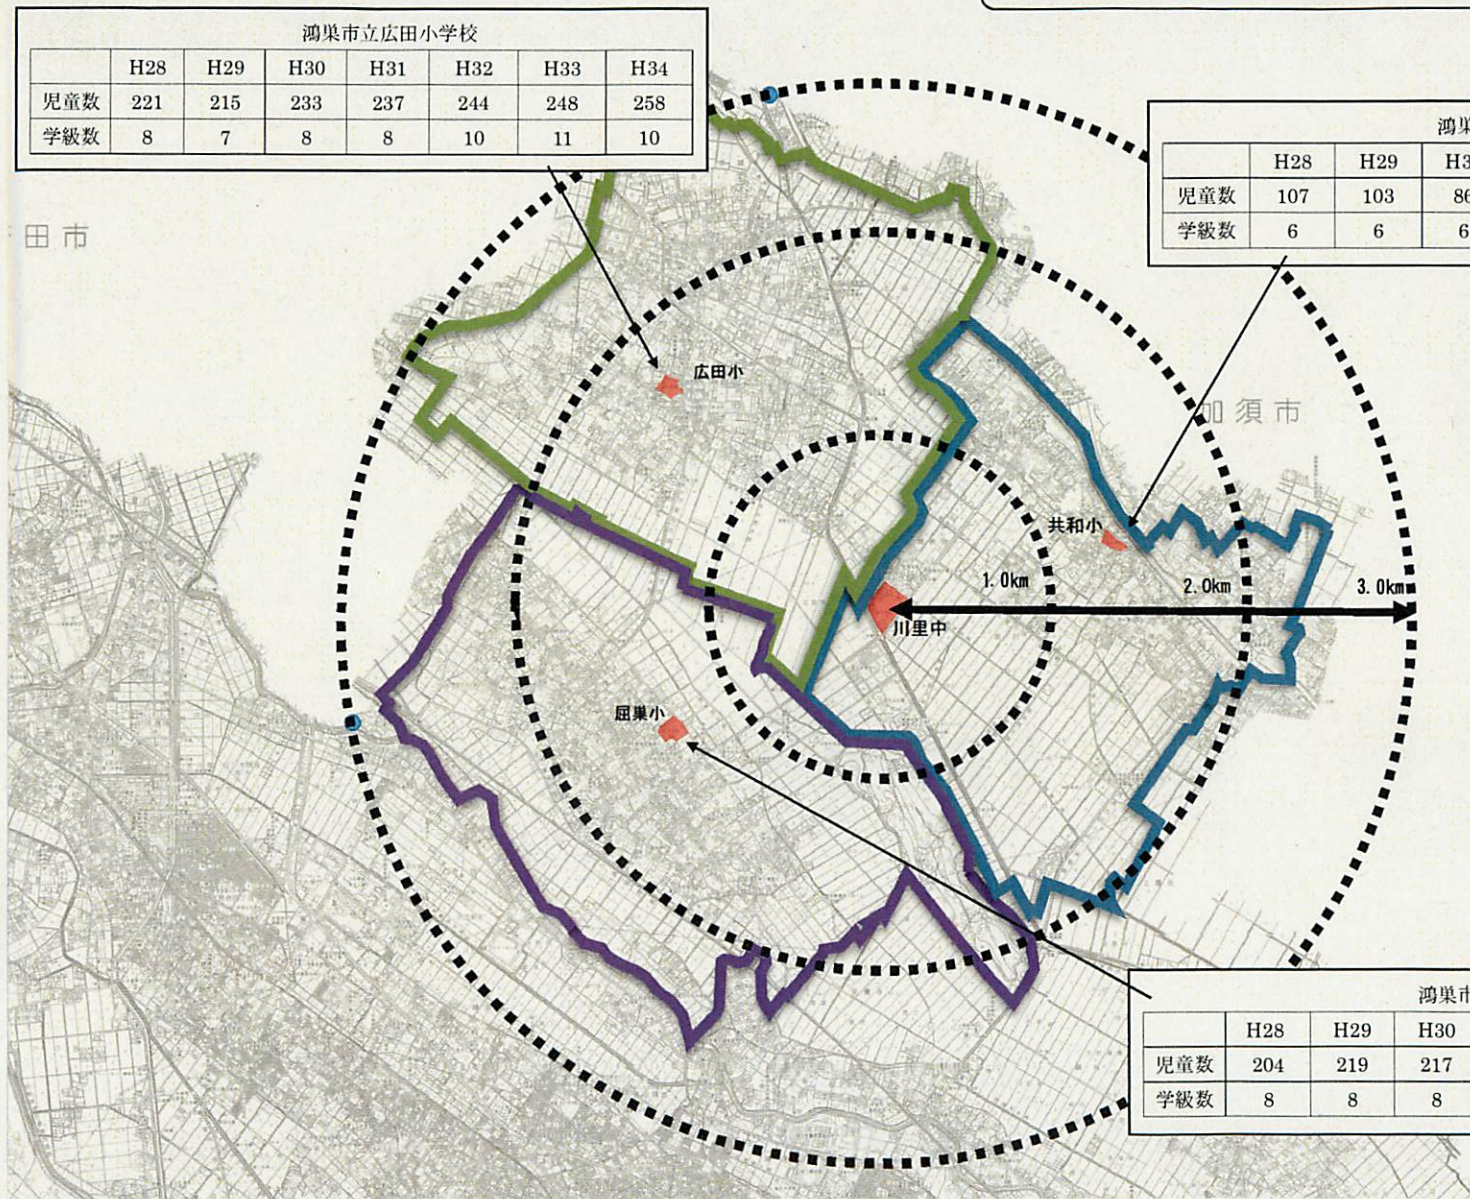 鴻巣市立広田小学校
H28 H29 H30 H31 H32 H33 H34
児童数 221 215 233 237 244 248 258
学級数 8 7 8 8 10 11 10
鴻巣
H28 H29 H3
児童数 107 103 86
学級数 6 6 6
田市
広田小
加須市
共和小
1.0km 2.0km 3.0km
川里中
屈巣小
鴻巣市
H28 H29 H30
児童数 204 219 217
学級数 8 8 8